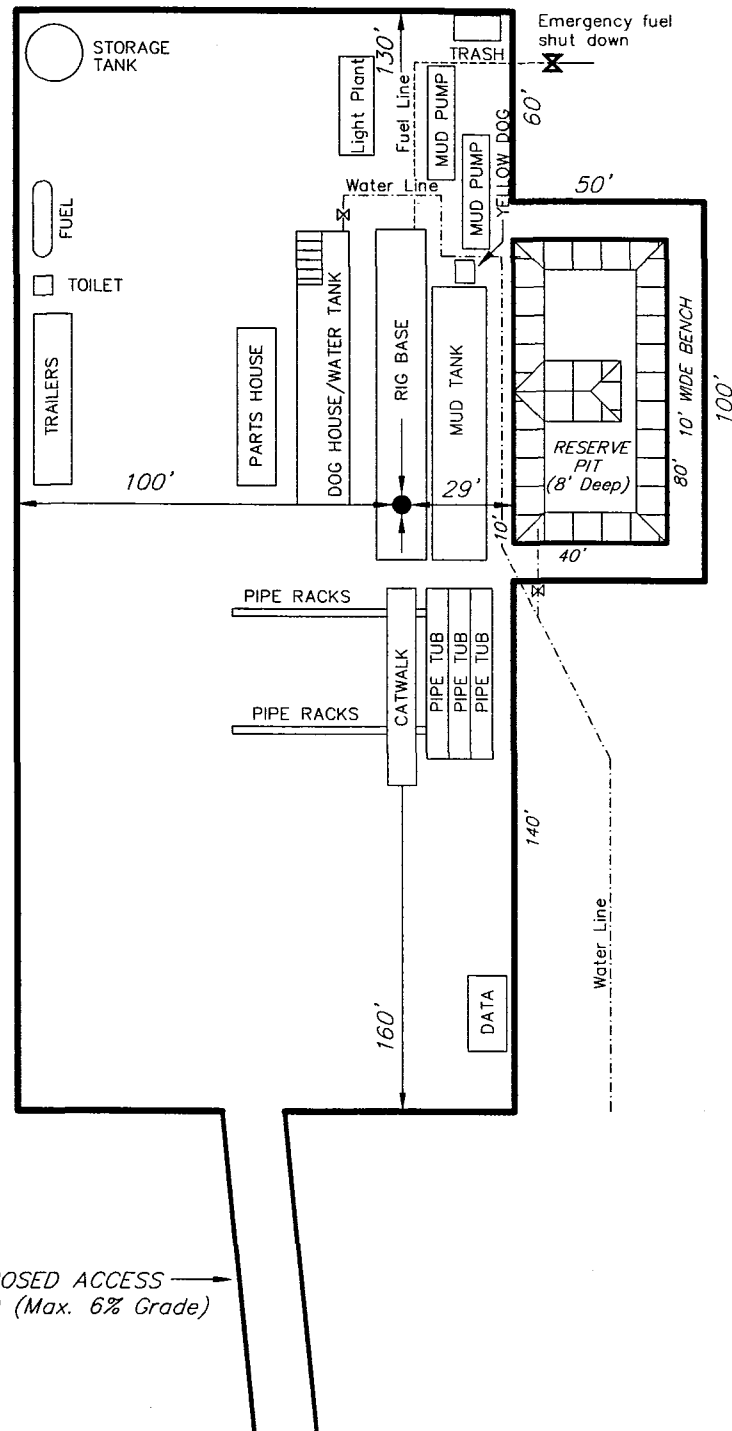 STORAGE
TANK
Light Plant
130'
Fuel Line
TRASH
MUD PUMP
MUD PUMP
YELLOW DOG
Emergency fuel
shut down
60'
50'
FUEL
TOILET
TRAILERS
PARTS HOUSE
Water Line
DOG HOUSE/WATER TANK
RIG BASE
MUD TANK
RESERVE
PIT
(8' Deep)
80'
10' WIDE BENCH
100'
100'
29'
10'
40'
PIPE RACKS
PIPE RACKS
CATWALK
PIPE TUB
PIPE TUB
PIPE TUB
140'
Water Line
160'
DATA
OSED ACCESS
(Max. 6% Grade)